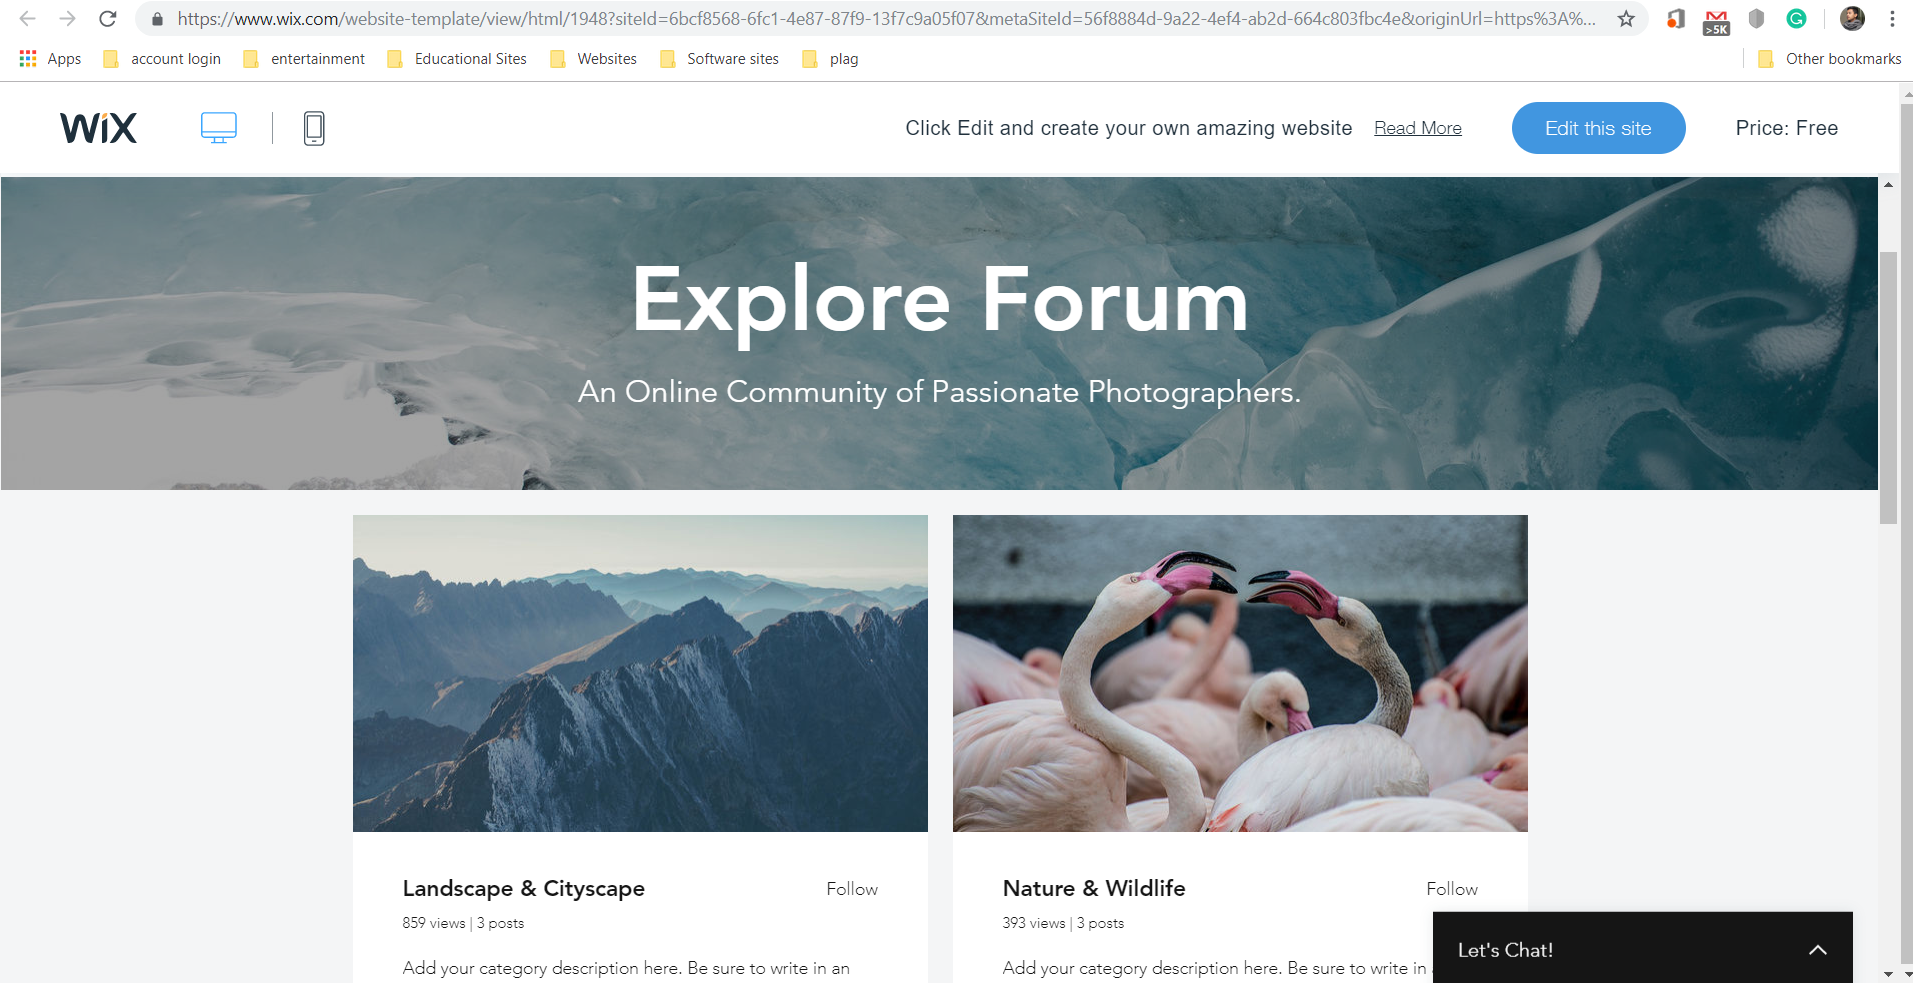 https://www.wix.com/website-template/view/html/1948?siteId=6bcf8568-6fc1-4e87-87f9-13f7c9a05f07&metaSiteId=56f8884d-9a22-4ef4-ab2d-664c803fbc4e&originUrl=https%3A%...
>5K
Apps account login entertainment Educational Sites Websites Software sites plag Other bookmarks
WiX Click Edit and create your own amazing website Read More Edit this site Price: Free
Explore Forum
An Online Community of Passionate Photographers.
Landscape & Cityscape Follow
859 views | 3 posts
Add your category description here. Be sure to write in an
Nature & Wildlife Follow
393 views | 3 posts
Add your category description here. Be sure to write in
Let's Chat!